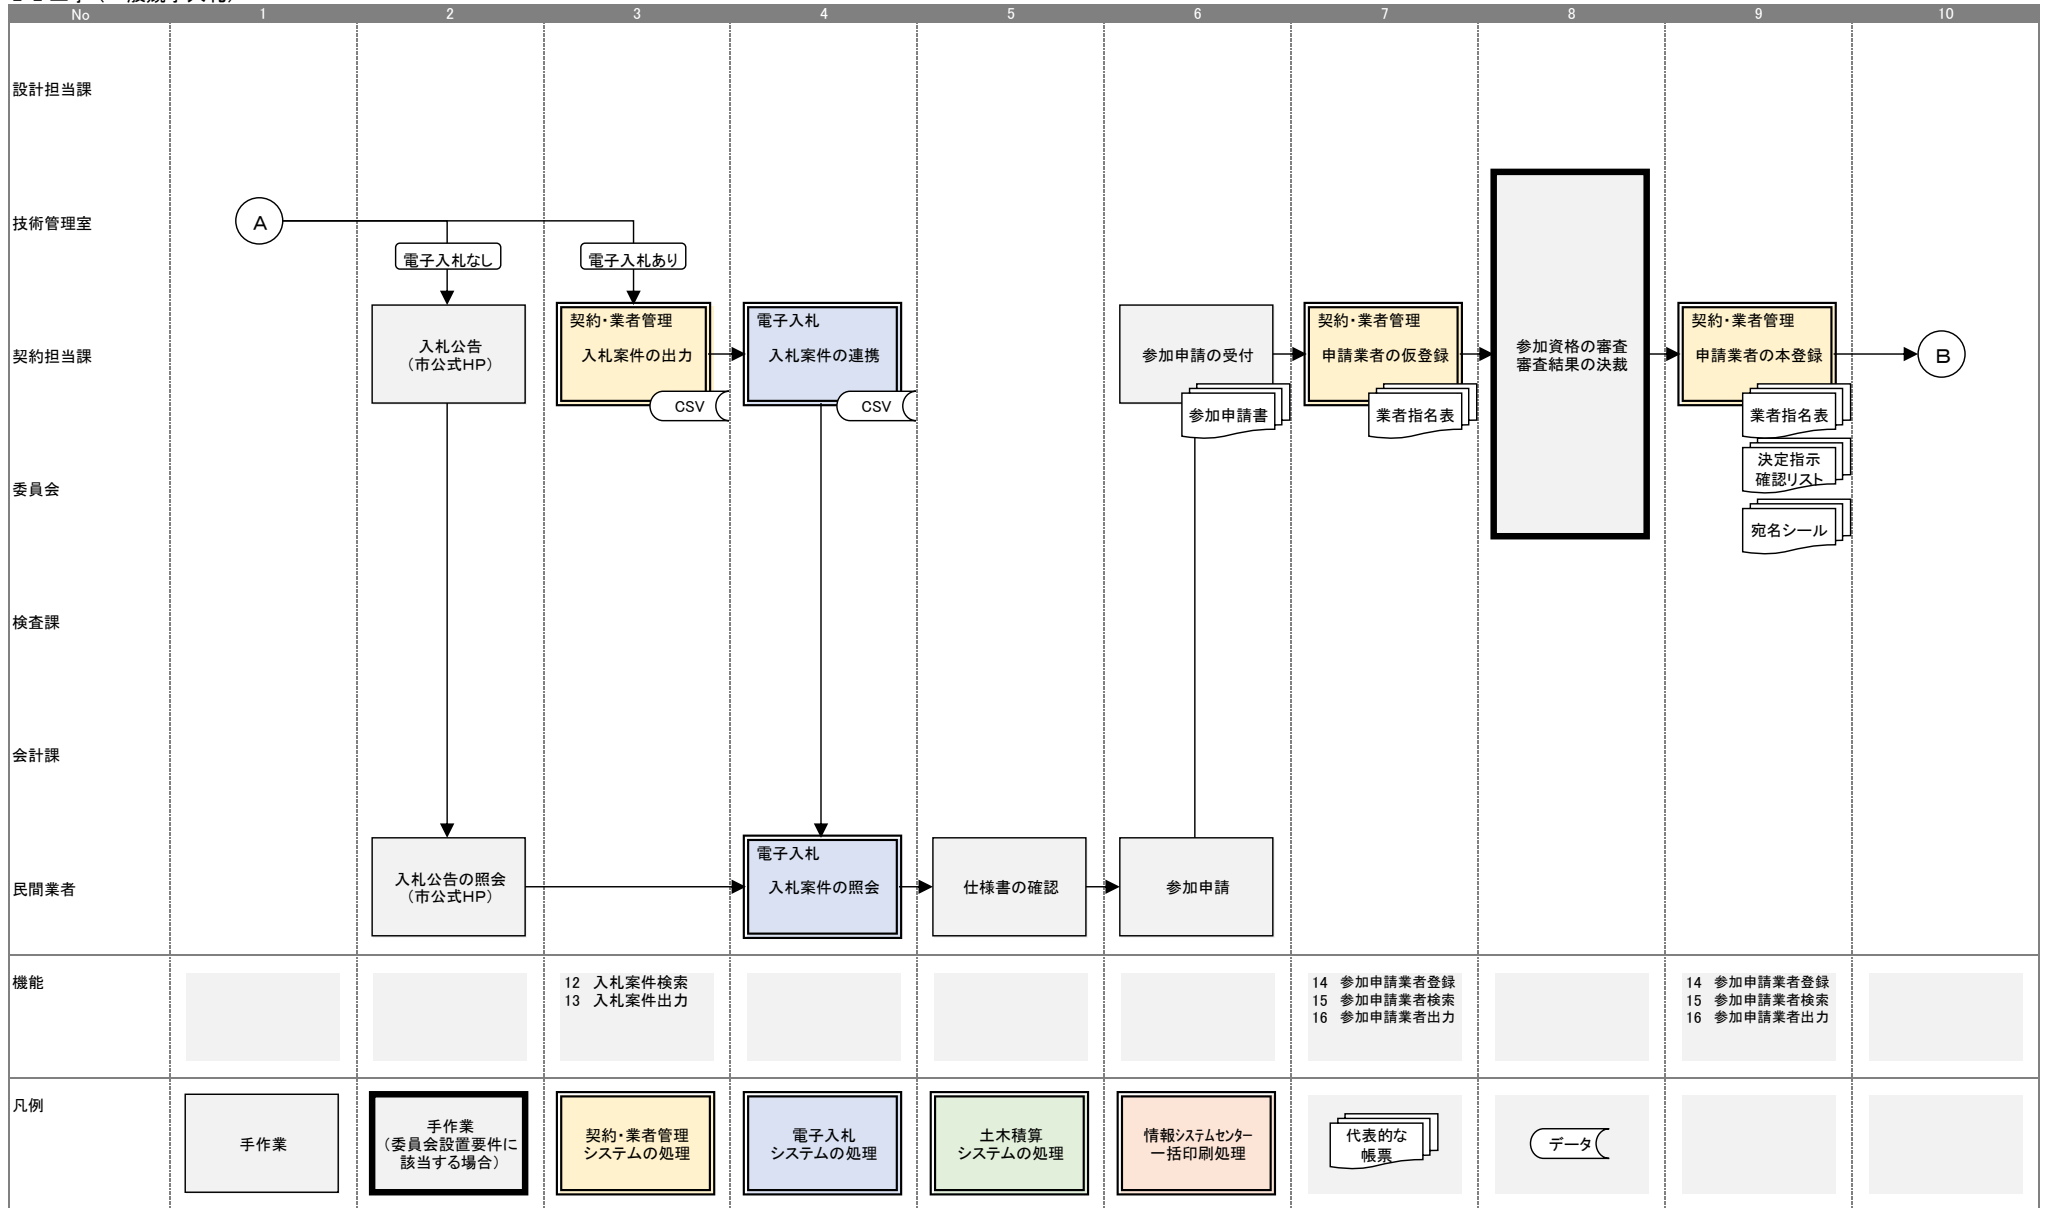 No 1 2 3 4 5 6 7 8 9 10
設計担当課
技術管理室
A
電子入札なし
電子入札あり
契約担当課
入札公告
(市公式HP)
契約・業者管理
入札案件の出力
CSV
電子入札
入札案件の連携
CSV
参加申請の受付
参加申請書
契約・業者管理
申請業者の仮登録
業者指名表
参加資格の審査
審査結果の決裁
契約・業者管理
申請業者の本登録
業者指名表
決定指示
確認リスト
宛名シール
B
委員会
検査課
会計課
民間業者
入札公告の照会
(市公式HP)
電子入札
入札案件の照会
仕様書の確認
参加申請
機能
12 入札案件検索
13 入札案件出力
14 参加申請業者登録
15 参加申請業者検索
16 参加申請業者出力
14 参加申請業者登録
15 参加申請業者検索
16 参加申請業者出力
凡例
手作業
手作業
(委員会設置要件に
該当する場合)
契約・業者管理
システムの処理
電子入札
システムの処理
土木積算
システムの処理
情報システムセンター
一括印刷処理
代表的な
帳票
データ